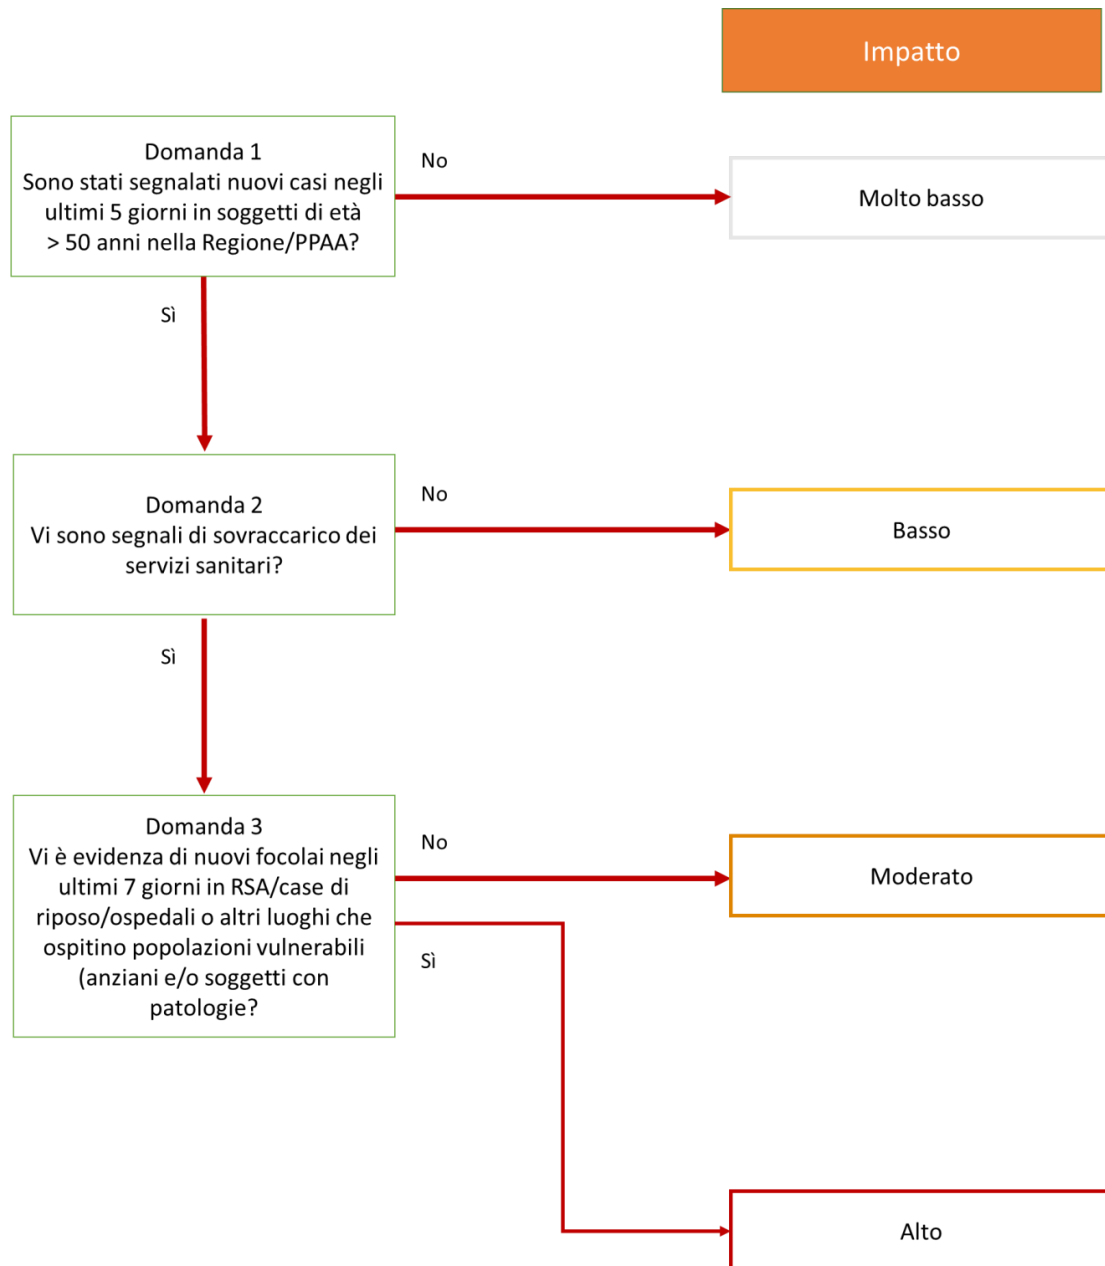 Impatto
Domanda 1
Sono stati segnalati nuovi casi negli
ultimi 5 giorni in soggetti di età
> 50 anni nella Regione/PPAA?
No
Molto basso
Sì
Domanda 2
Vi sono segnali di sovraccarico dei
servizi sanitari?
No
Basso
Sì
Domanda 3
Vi è evidenza di nuovi focolai negli
ultimi 7 giorni in RSA/case di
riposo/ospedali o altri luoghi che
ospitino popolazioni vulnerabili
(anziani e/o soggetti con
patologie?
No
Moderato
Sì
Alto